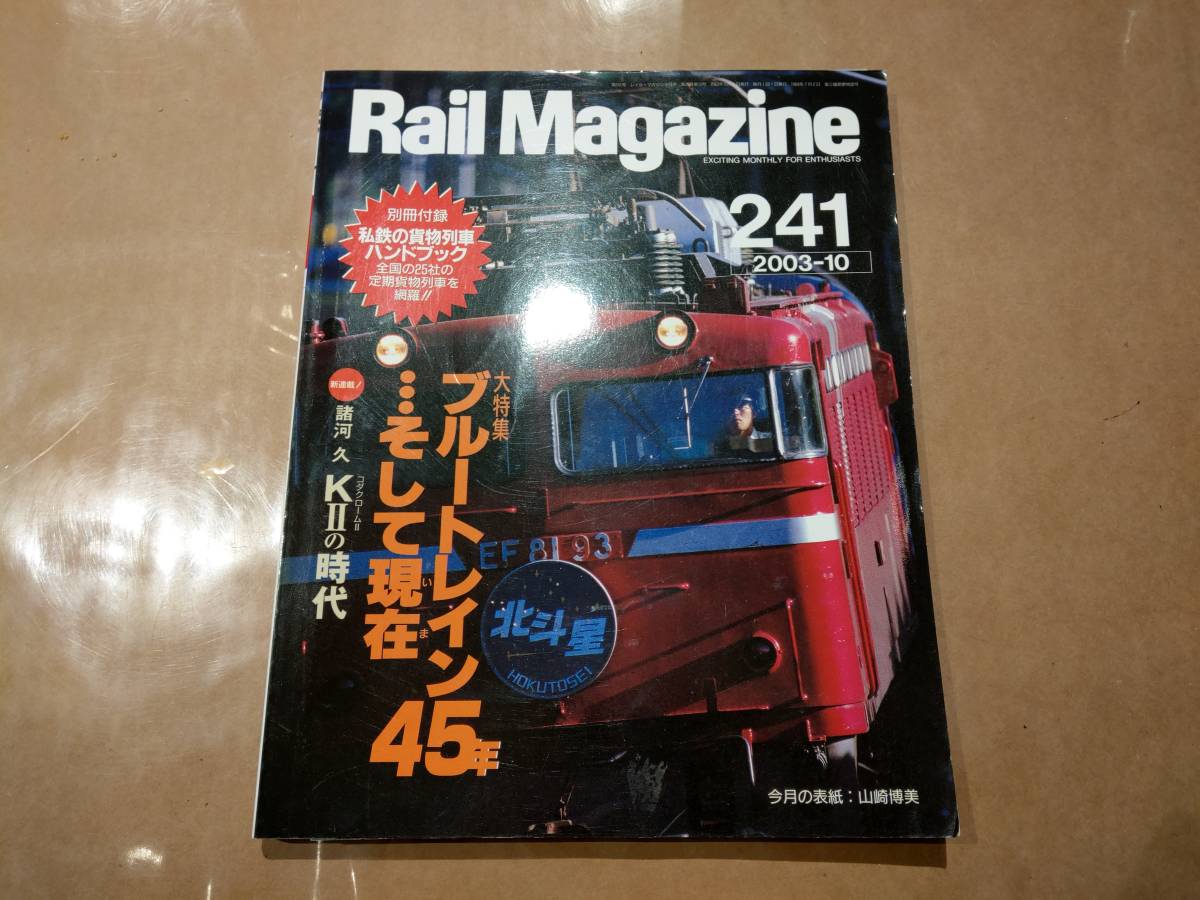 Rail Magazine
EXCITING MONTHLY FOR ENTHUSIASTS
241
2003-10
別冊付録
私鉄の貨物列車
ハンドブック
全国の25社の
定期貨物列車を
網羅!!
大特集
ブルートレイン45年
…そして現在
いま
新連載!
諸河 久
コダクロームⅡ
KⅡの時代
EF 81 93
北斗星
HOKUTOSEI
今月の表紙：山崎博美